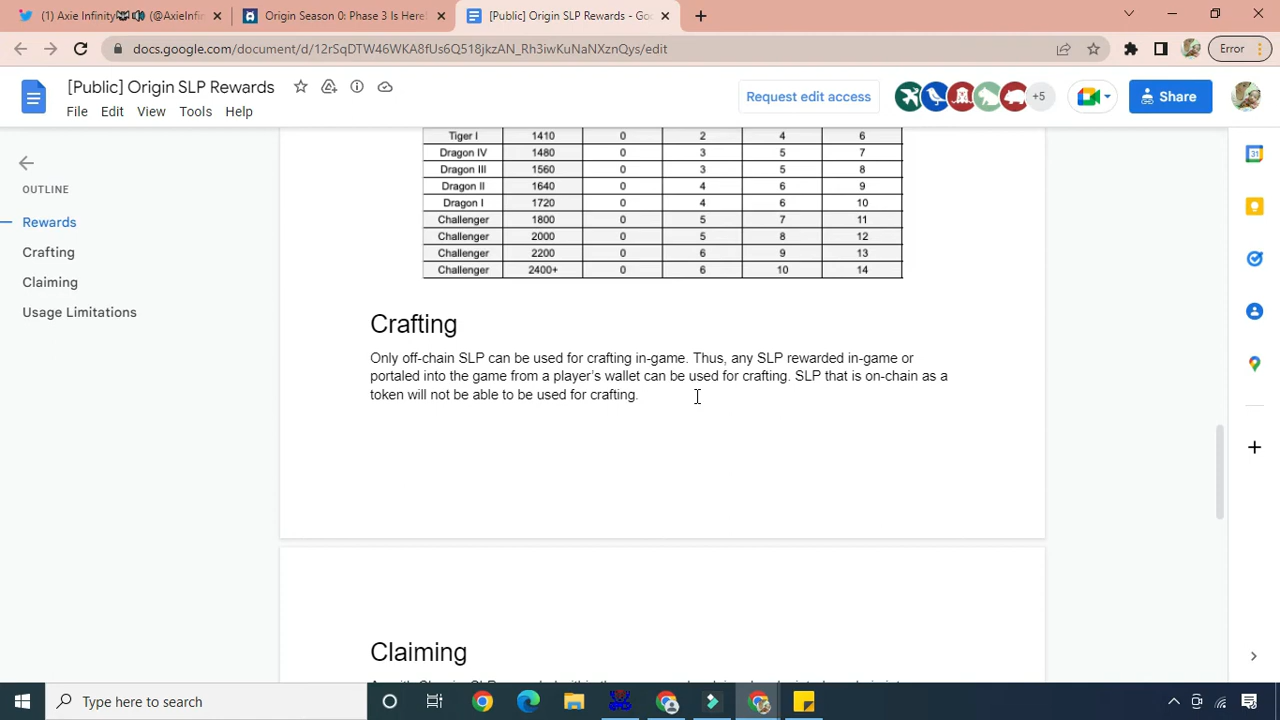 (1) Axie Infinity (@AxieInfin
Origin Season 0: Phase 3 Is Here!
[Public] Origin SLP Rewards - Goo
docs.google.com/document/d/12rSqDTW46WKA8fUs6Q518jkzAN_Rh3iwKuNaNXznQys/edit
Error
[Public] Origin SLP Rewards
File Edit View Tools Help
Request edit access
+5
Share
OUTLINE
Rewards
Crafting
Claiming
Usage Limitations
Tiger I 1410 0 2 4 6
Dragon IV 1480 0 3 5 7
Dragon III 1560 0 3 5 8
Dragon II 1640 0 4 6 9
Dragon I 1720 0 4 6 10
Challenger 1800 0 5 7 11
Challenger 2000 0 5 8 12
Challenger 2200 0 6 9 13
Challenger 2400+ 0 6 10 14
Crafting
Only off-chain SLP can be used for crafting in-game. Thus, any SLP rewarded in-game or
portaled into the game from a player’s wallet can be used for crafting. SLP that is on-chain as a
token will not be able to be used for crafting.
Claiming
31
Type here to search